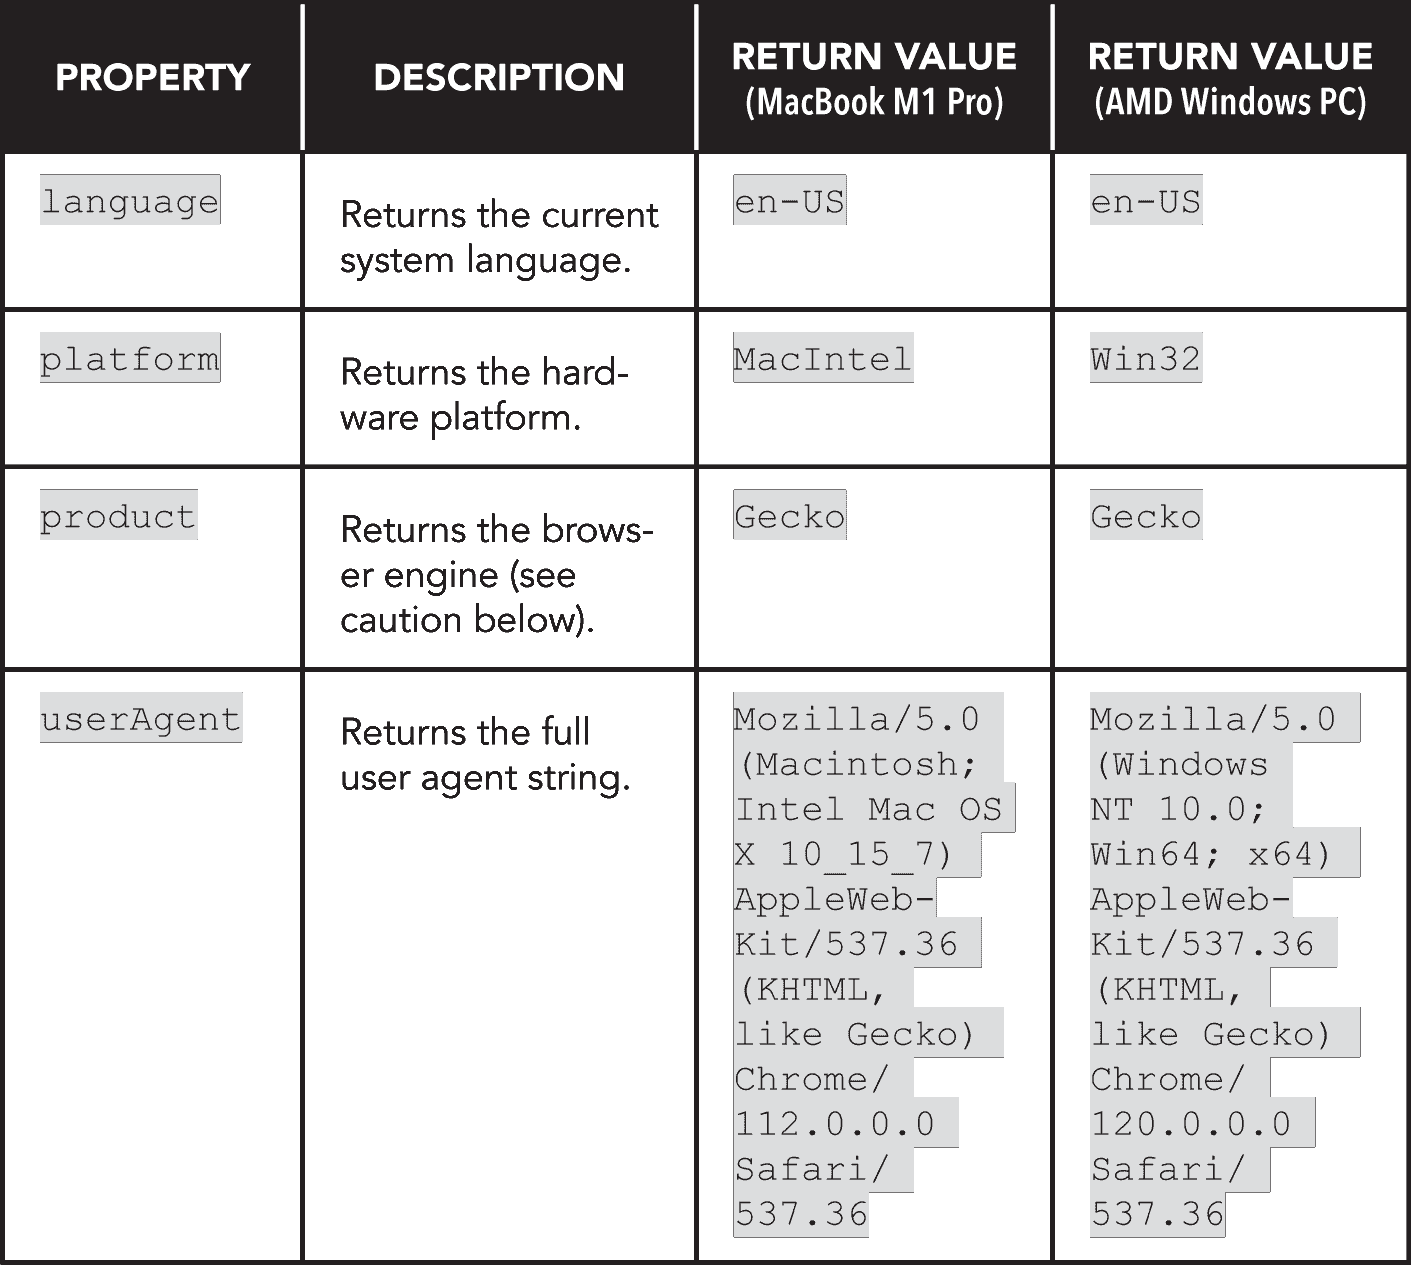 PROPERTY
DESCRIPTION
RETURN VALUE
(MacBook M1 Pro)
RETURN VALUE
(AMD Windows PC)
language
Returns the current
system language.
en-US
en-US
platform
Returns the hard-
ware platform.
MacIntel
Win32
product
Returns the brows-
er engine (see
caution below).
Gecko
Gecko
userAgent
Returns the full
user agent string.
Mozilla/5.0
(Macintosh;
Intel Mac OS
X 10_15_7)
AppleWeb-
Kit/537.36
(KHTML,
like Gecko)
Chrome/
112.0.0.0
Safari/
537.36
Mozilla/5.0
(Windows
NT 10.0;
Win64; x64)
AppleWeb-
Kit/537.36
(KHTML,
like Gecko)
Chrome/
120.0.0.0
Safari/
537.36